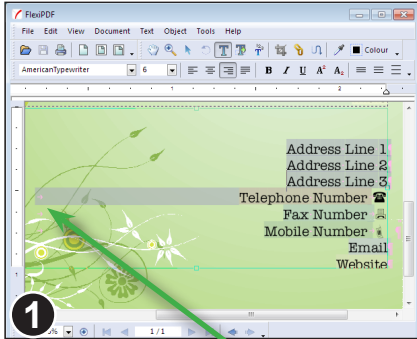 FlexiPDF
File Edit View Document Text Object Tools Help
Colour
AmericanTypewriter 6 B I U A² A₂
Address Line 1
Address Line 2
Address Line 3
Telephone Number ☎
Fax Number
Mobile Number
Email
Website
1
1/1